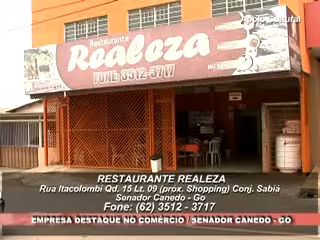 Apoio Cultural
Restaurante
Realeza
FONE: 3512-3717
RESTAURANTE REALEZA
Rua Itacolombi Qd. 15 Lt. 09 (próx. Shopping) Conj. Sabiá
Senador Canedo - Go
Fone: (62) 3512 - 3717
EMPRESA DESTAQUE NO COMÉRCIO / SENADOR CANEDO - GO